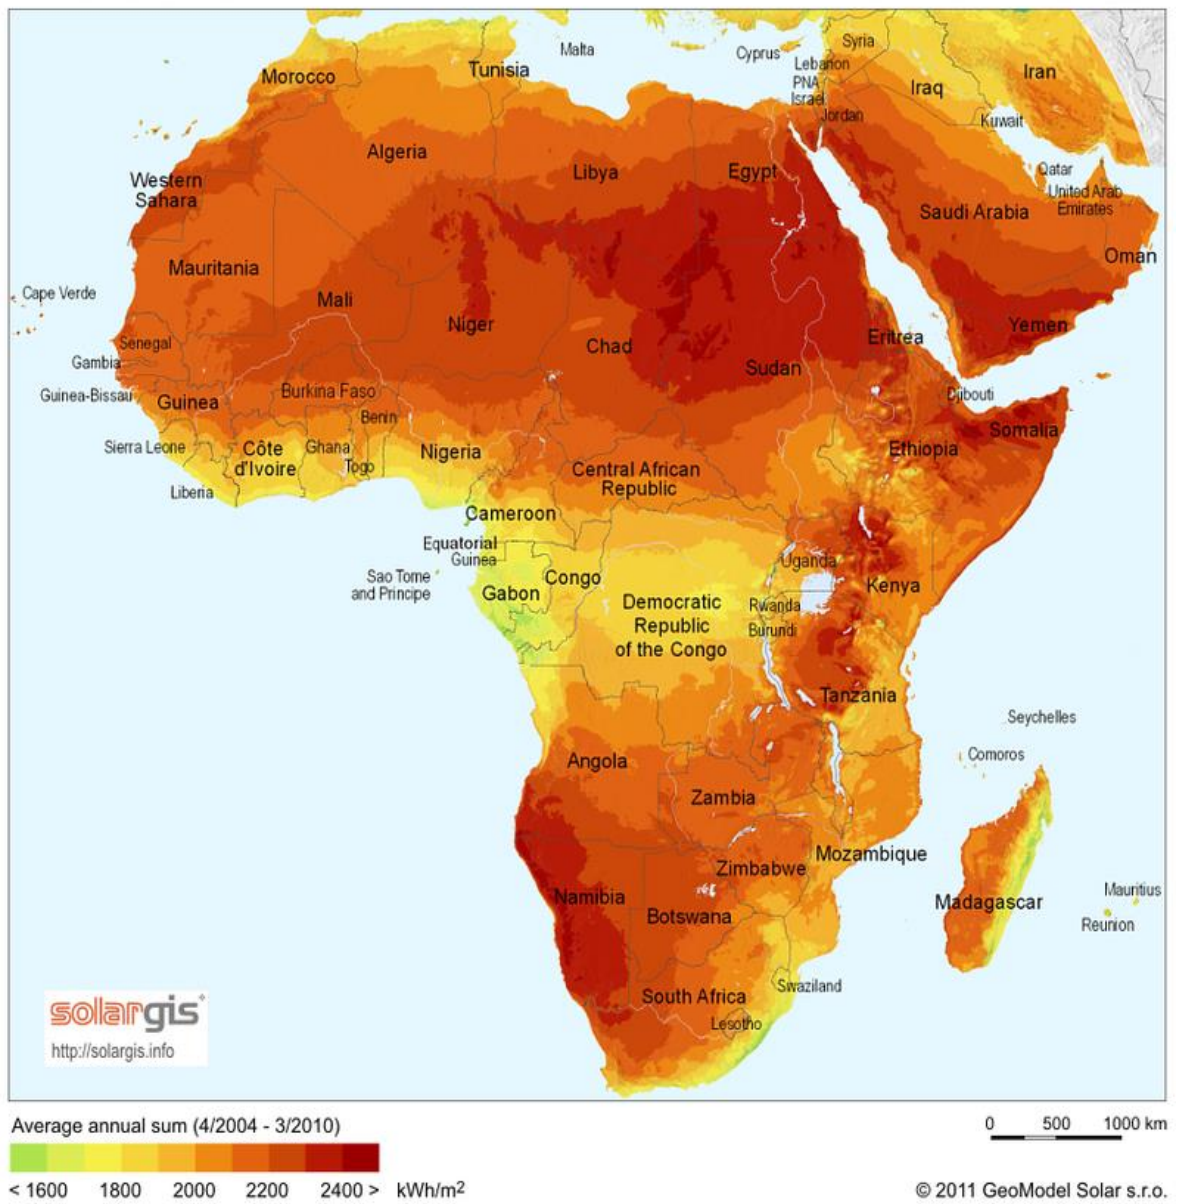 Malta
Cyprus
Syria
Lebanon
PNA
Israel
Jordan
Iraq
Iran
Kuwait
Morocco
Tunisia
Algeria
Libya
Egypt
Western
Sahara
Qatar
United Arab
Emirates
Saudi Arabia
Oman
Mauritania
Cape Verde
Mali
Niger
Chad
Sudan
Eritrea
Yemen
Senegal
Gambia
Guinea-Bissau
Guinea
Burkina Faso
Benin
Djibouti
Somalia
Sierra Leone
Côte
d'Ivoire
Ghana
Togo
Nigeria
Ethiopia
Liberia
Central African
Republic
Cameroon
Equatorial
Guinea
Sao Tome
and Principe
Gabon
Congo
Uganda
Kenya
Democratic
Republic
of the Congo
Rwanda
Burundi
Tanzania
Seychelles
Comoros
Angola
Zambia
Mozambique
Zimbabwe
Namibia
Botswana
Madagascar
Mauritius
Reunion
Swaziland
South Africa
Lesotho
solargis
http://solargis.info
Average annual sum (4/2004 - 3/2010)
0 500 1000 km
< 1600 1800 2000 2200 2400 > kWh/m2
© 2011 GeoModel Solar s.r.o.